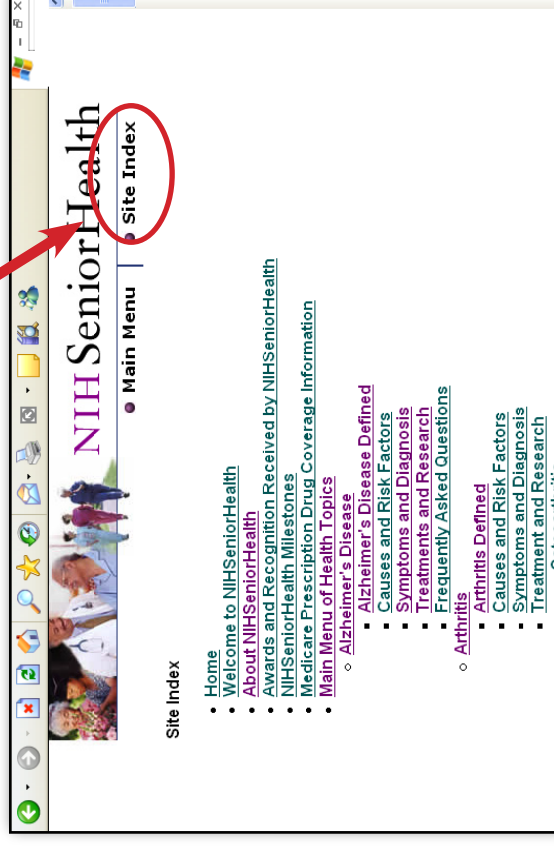 NIH SeniorHealth
Main Menu
Site Index
Site Index
Home
Welcome to NIHSeniorHealth
About NIHSeniorHealth
Awards and Recognition Received by NIHSeniorHealth
NIHSeniorHealth Milestones
Medicare Prescription Drug Coverage Information
Main Menu of Health Topics
Alzheimer's Disease
Alzheimer's Disease Defined
Causes and Risk Factors
Symptoms and Diagnosis
Treatments and Research
Frequently Asked Questions
Arthritis
Arthritis Defined
Causes and Risk Factors
Symptoms and Diagnosis
Treatment and Research